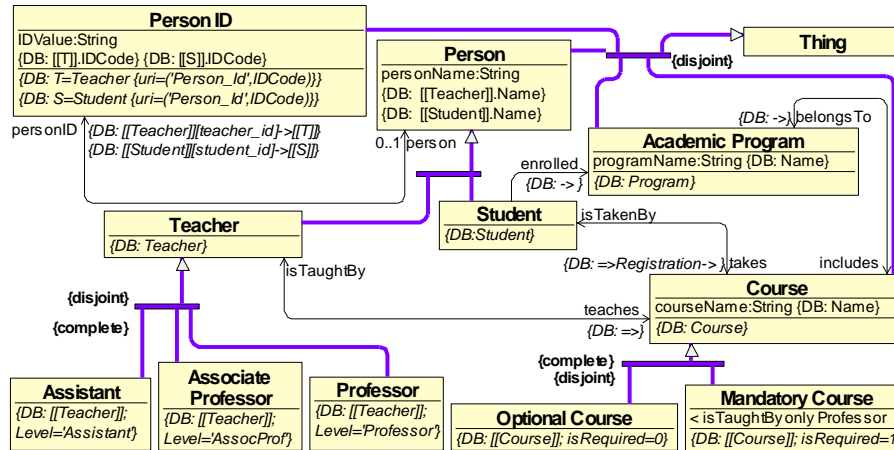 Person ID
IDValue:String
{DB: [[T]].IDCode} {DB: [[S]].IDCode}
{DB: T=Teacher {uri=('Person_Id',IDCode)}}
{DB: S=Student {uri=('Person_Id',IDCode)}}
Person
personName:String
{DB: [[Teacher]].Name}
{DB: [[Student]].Name}
Thing
{disjoint}
personID
{DB: [[Teacher]][teacher_id]->[[T]]}
{DB: [[Student]][student_id]->[[S]]}
0..1 person
{DB: ->} belongsTo
Academic Program
programName:String {DB: Name}
{DB: Program}
enrolled
{DB: -> }
Teacher
{DB: Teacher}
Student
{DB:Student}
isTakenBy
isTaughtBy
{DB: =>Registration-> } takes
includes
Course
courseName:String {DB: Name}
{DB: Course}
teaches
{DB: =>}
{disjoint}
{complete}
{complete}
{disjoint}
Assistant
{DB: [[Teacher]];
Level='Assistant'}
Associate
Professor
{DB: [[Teacher]];
Level='AssocProf'}
Professor
{DB: [[Teacher]];
Level='Professor'}
Optional Course
{DB: [[Course]]; isRequired=0}
Mandatory Course
< isTaughtBy only Professor
{DB: [[Course]]; isRequired=1